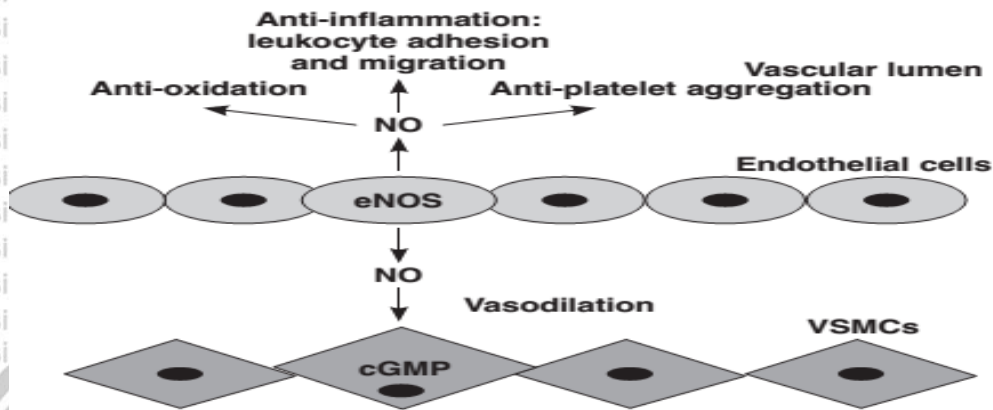 Anti-inflammation:
leukocyte adhesion
and migration
Vascular lumen
Anti-oxidation
Anti-platelet aggregation
NO
Endothelial cells
eNOS
NO
Vasodilation
VSMCs
cGMP